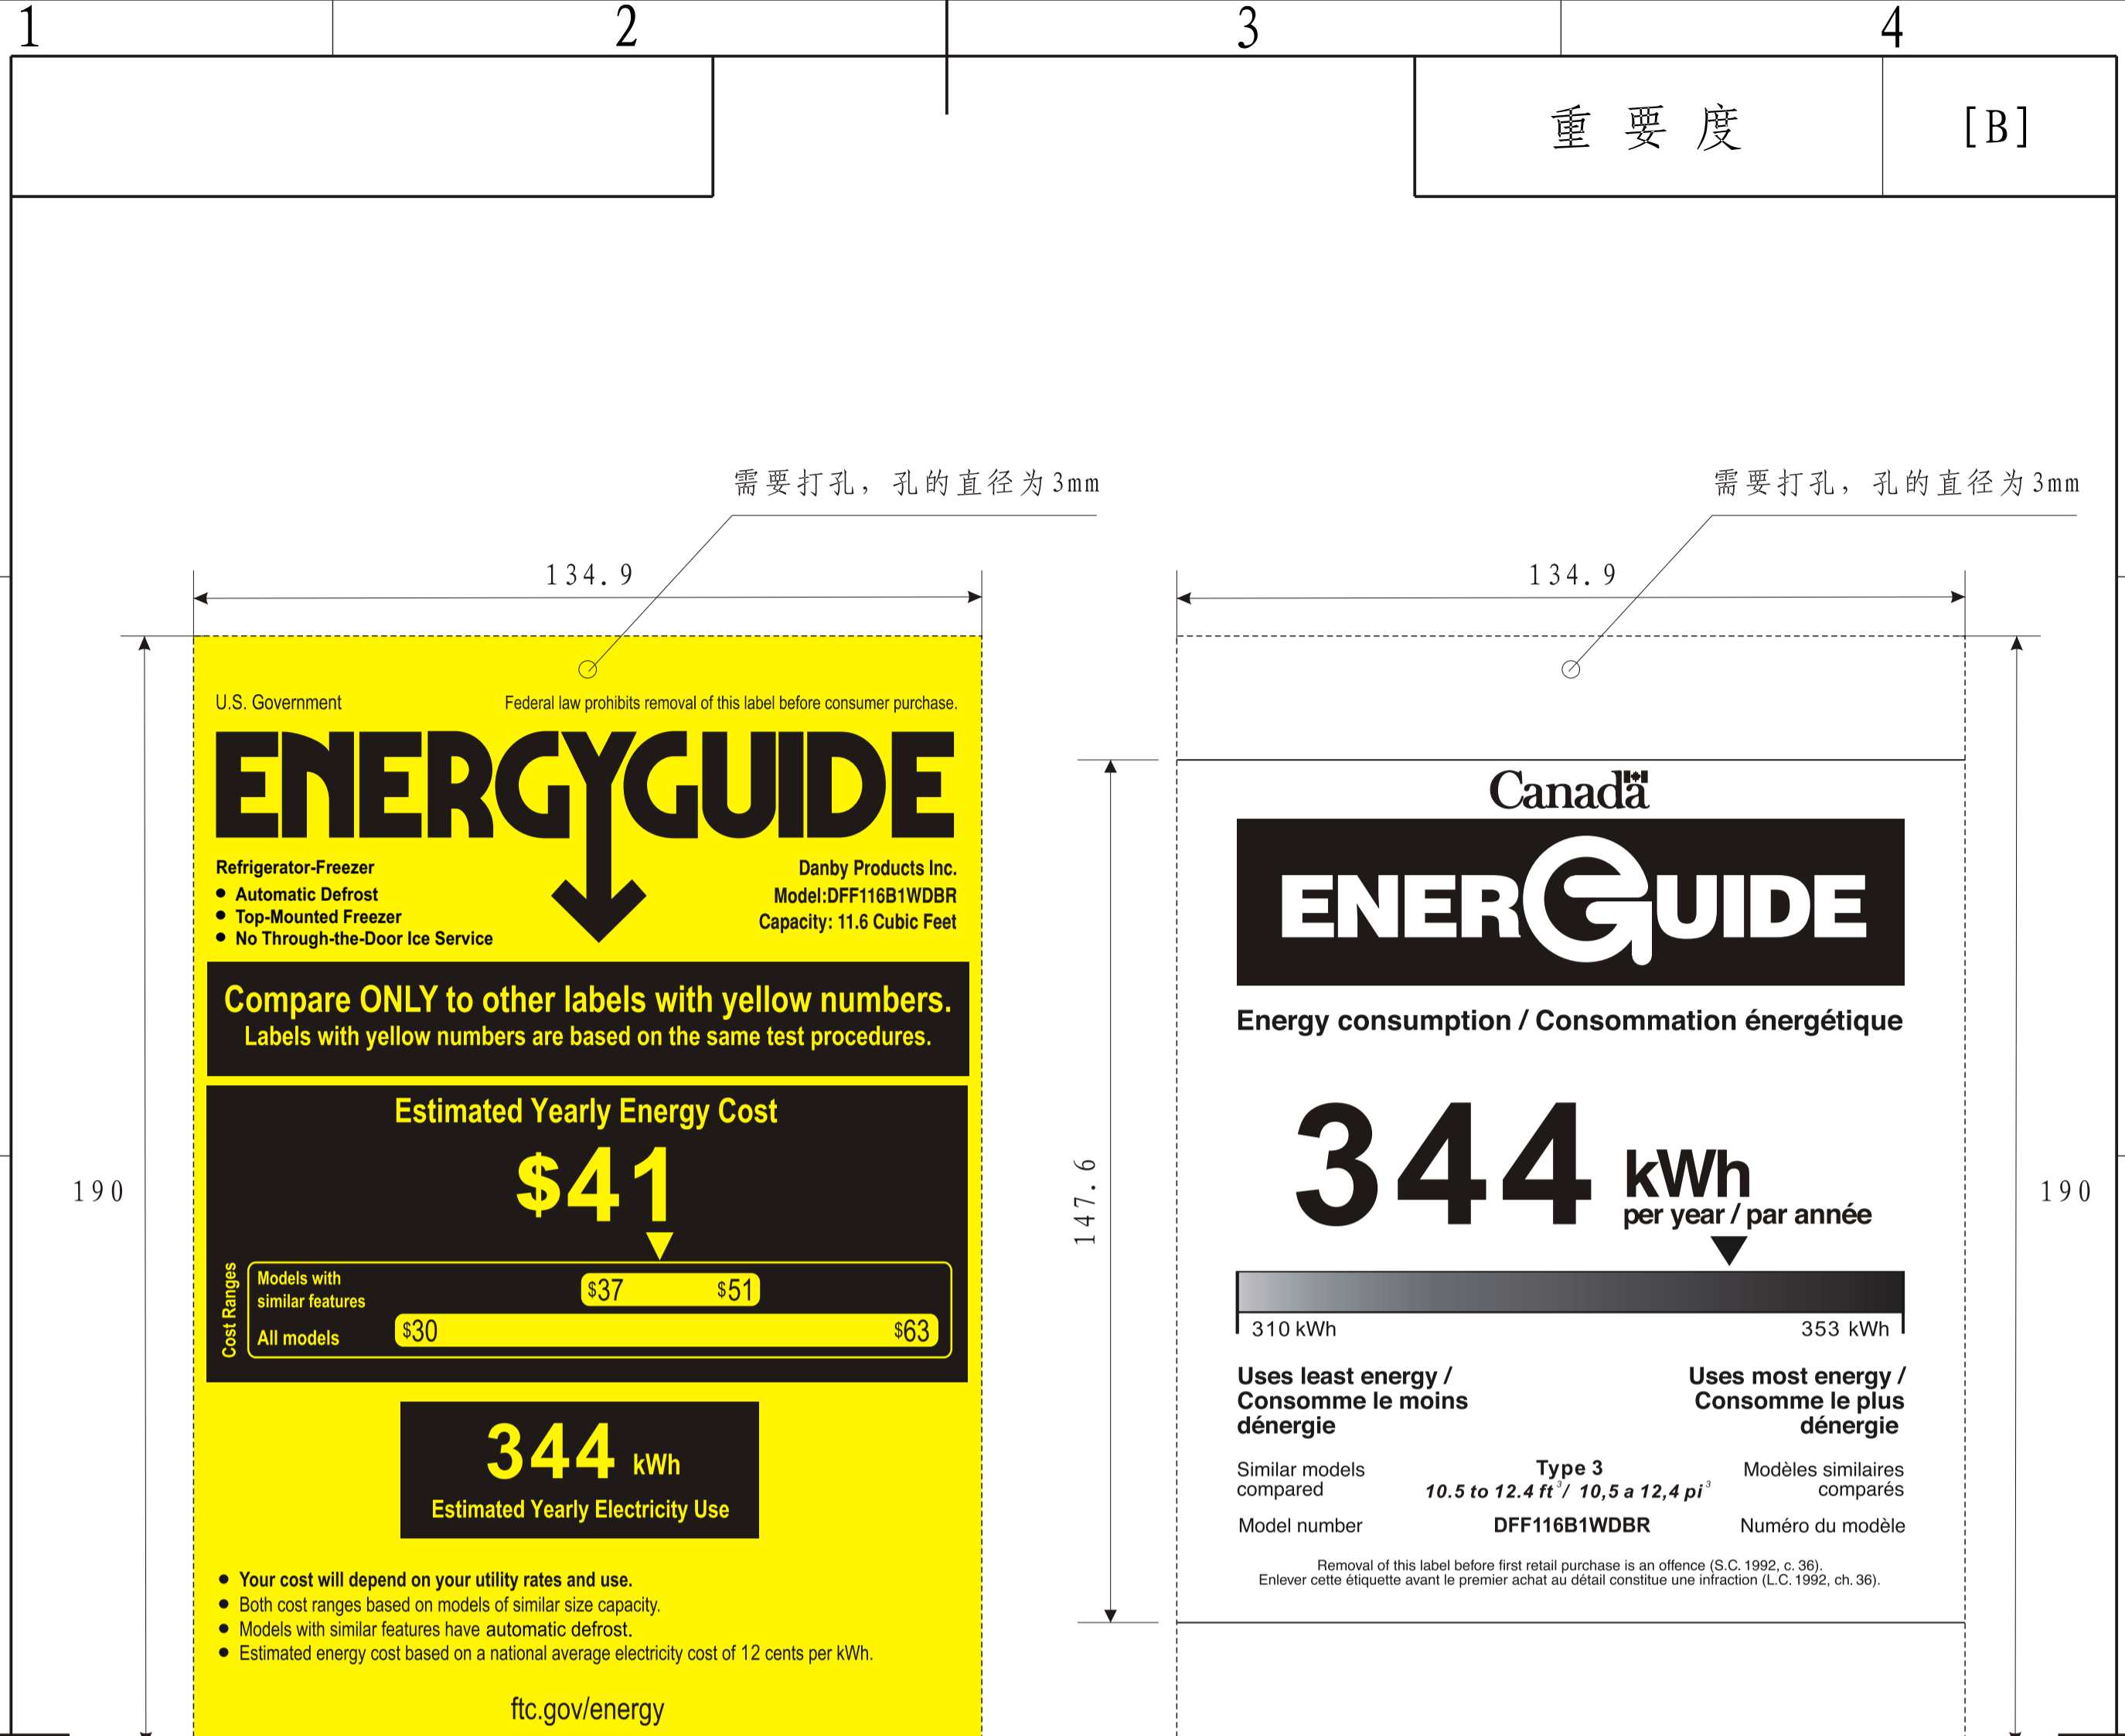 1 2 3 4
重要度 [B]
需要打孔，孔的直径为3mm
需要打孔，孔的直径为3mm
134.9
134.9
190
U.S. Government
Federal law prohibits removal of this label before consumer purchase.
ENERGYGUIDE
Refrigerator-Freezer
● Automatic Defrost
● Top-Mounted Freezer
● No Through-the-Door Ice Service
Danby Products Inc.
Model:DFF116B1WDBR
Capacity: 11.6 Cubic Feet
Compare ONLY to other labels with yellow numbers.
Labels with yellow numbers are based on the same test procedures.
Estimated Yearly Energy Cost
$41
Cost Ranges
Models with
similar features
$37 $51
All models
$30 $63
344 kWh
Estimated Yearly Electricity Use
● Your cost will depend on your utility rates and use.
● Both cost ranges based on models of similar size capacity.
● Models with similar features have automatic defrost.
● Estimated energy cost based on a national average electricity cost of 12 cents per kWh.
ftc.gov/energy
147.6
190
Canada
ENERGUIDE
Energy consumption / Consommation énergétique
344 kWh
per year / par année
310 kWh 353 kWh
Uses least energy /
Consomme le moins
dénergie
Uses most energy /
Consomme le plus
dénergie
Similar models
compared
Type 3
10.5 to 12.4 ft³/ 10,5 a 12,4 pi³
Modèles similaires
comparés
Model number DFF116B1WDBR Numéro du modèle
Removal of this label before first retail purchase is an offence (S.C. 1992, c. 36).
Enlever cette étiquette avant le premier achat au détail constitue une infraction (L.C. 1992, ch. 36).